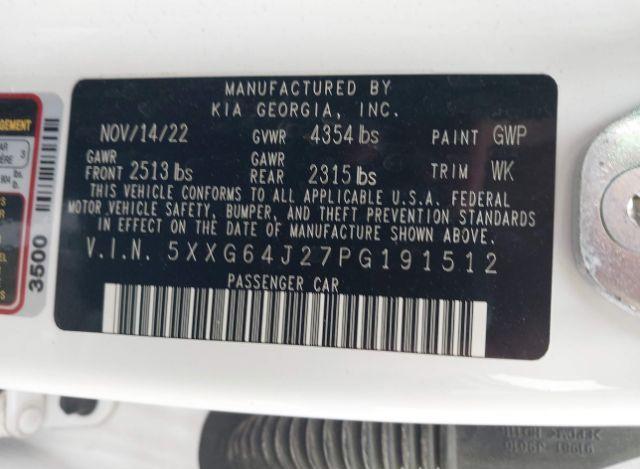 MANUFACTURED BY
KIA GEORGIA, INC.
NOV/14/22 GVWR 4354 lbs PAINT GWP
GAWR FRONT 2513 lbs GAWR REAR 2315 lbs TRIM WK
THIS VEHICLE CONFORMS TO ALL APPLICABLE U.S.A. FEDERAL
MOTOR VEHICLE SAFETY, BUMPER, AND THEFT PREVENTION STANDARDS
IN EFFECT ON THE DATE OF MANUFACTURE SHOWN ABOVE.
V.I.N. 5XXG64J27PG191512
PASSENGER CAR
3500